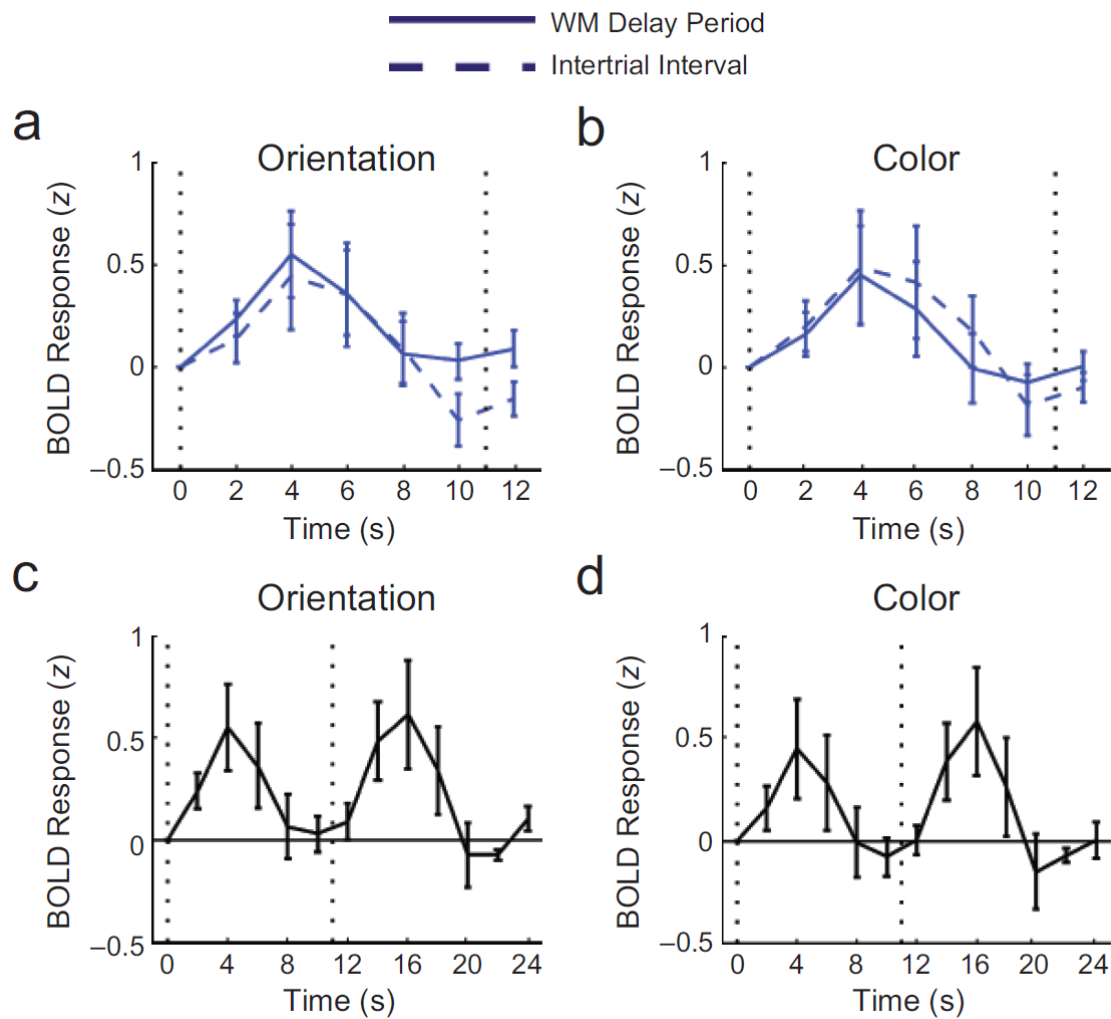 WM Delay Period
Intertrial Interval
a
Orientation
BOLD Response (z)
1
0.5
0
–0.5
0 2 4 6 8 10 12
Time (s)
b
Color
BOLD Response (z)
1
0.5
0
–0.5
0 2 4 6 8 10 12
Time (s)
c
Orientation
BOLD Response (z)
1
0.5
0
–0.5
0 4 8 12 16 20 24
Time (s)
d
Color
BOLD Response (z)
1
0.5
0
–0.5
0 4 8 12 16 20 24
Time (s)